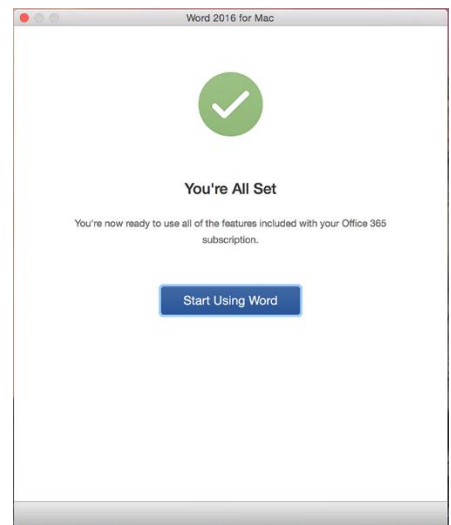 Word 2016 for Mac
You're All Set
You're now ready to use all of the features included with your Office 365
subscription.
Start Using Word